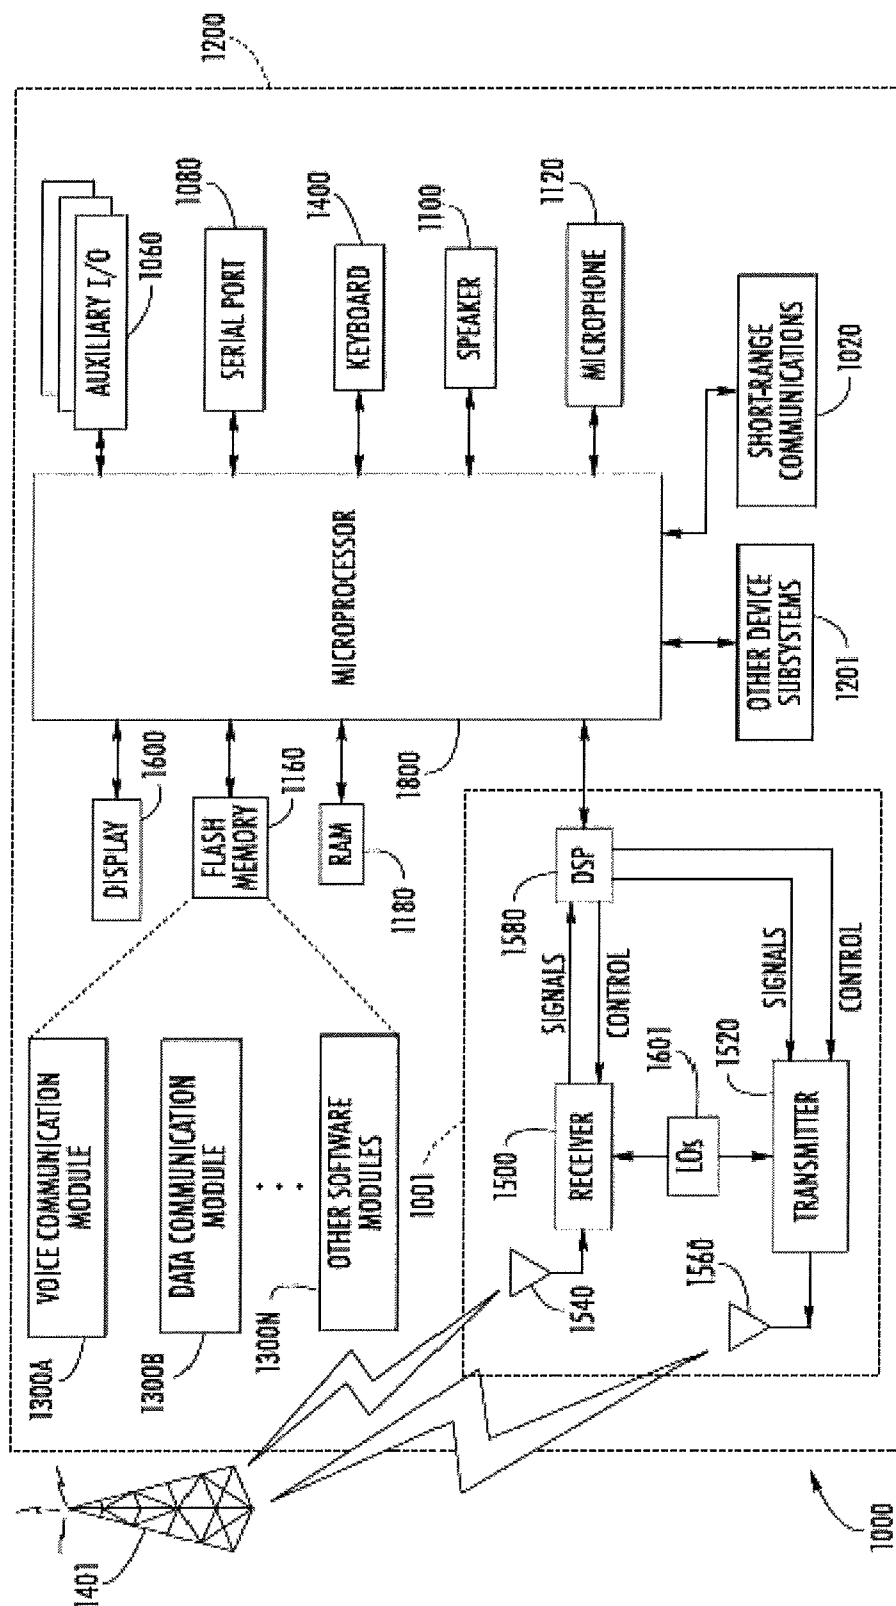 1200
AUXILIARY I/O
1060
SERIAL PORT
1080
KEYBOARD
1400
SPEAKER
1100
MICROPHONE
1120
SHORT-RANGE
COMMUNICATIONS
1020
MICROPROCESSOR
1800
OTHER DEVICE
SUBSYSTEMS
1201
DISPLAY
1600
FLASH
MEMORY
1160
RAM
1180
VOICE COMMUNICATION
MODULE
1300A
DATA COMMUNICATION
MODULE
1300B
OTHER SOFTWARE
MODULES
1300N
1001
DSP
1580
SIGNALS
CONTROL
SIGNALS
CONTROL
RECEIVER
1500
LOs
1601
TRANSMITTER
1520
1540
1560
1401
1000